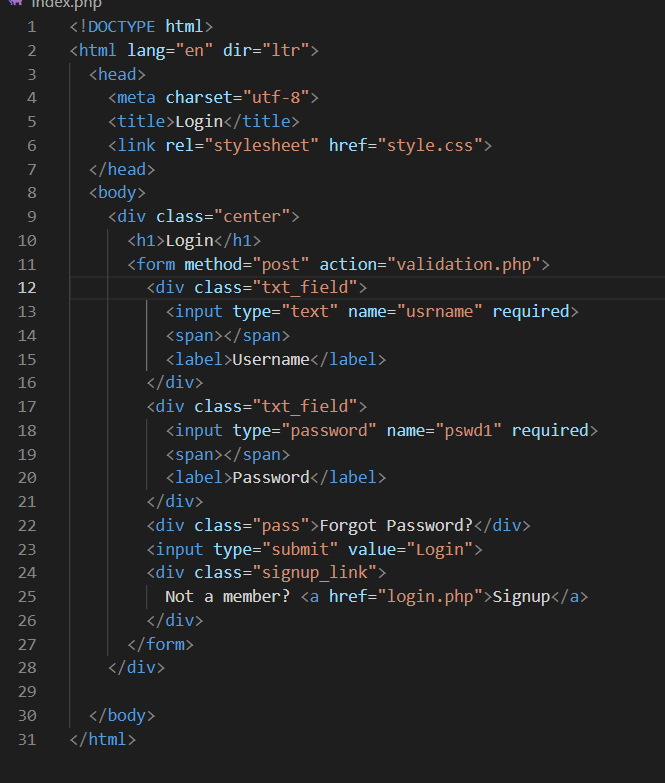 index.php
1 <!DOCTYPE html>
2 <html lang="en" dir="ltr">
3   <head>
4     <meta charset="utf-8">
5     <title>Login</title>
6     <link rel="stylesheet" href="style.css">
7   </head>
8   <body>
9     <div class="center">
10       <h1>Login</h1>
11       <form method="post" action="validation.php">
12         <div class="txt_field">
13           <input type="text" name="usrname" required>
14           <span></span>
15           <label>Username</label>
16         </div>
17         <div class="txt_field">
18           <input type="password" name="pswd1" required>
19           <span></span>
20           <label>Password</label>
21         </div>
22         <div class="pass">Forgot Password?</div>
23         <input type="submit" value="Login">
24         <div class="signup_link">
25           Not a member? <a href="login.php">Signup</a>
26         </div>
27       </form>
28     </div>
29
30   </body>
31 </html>